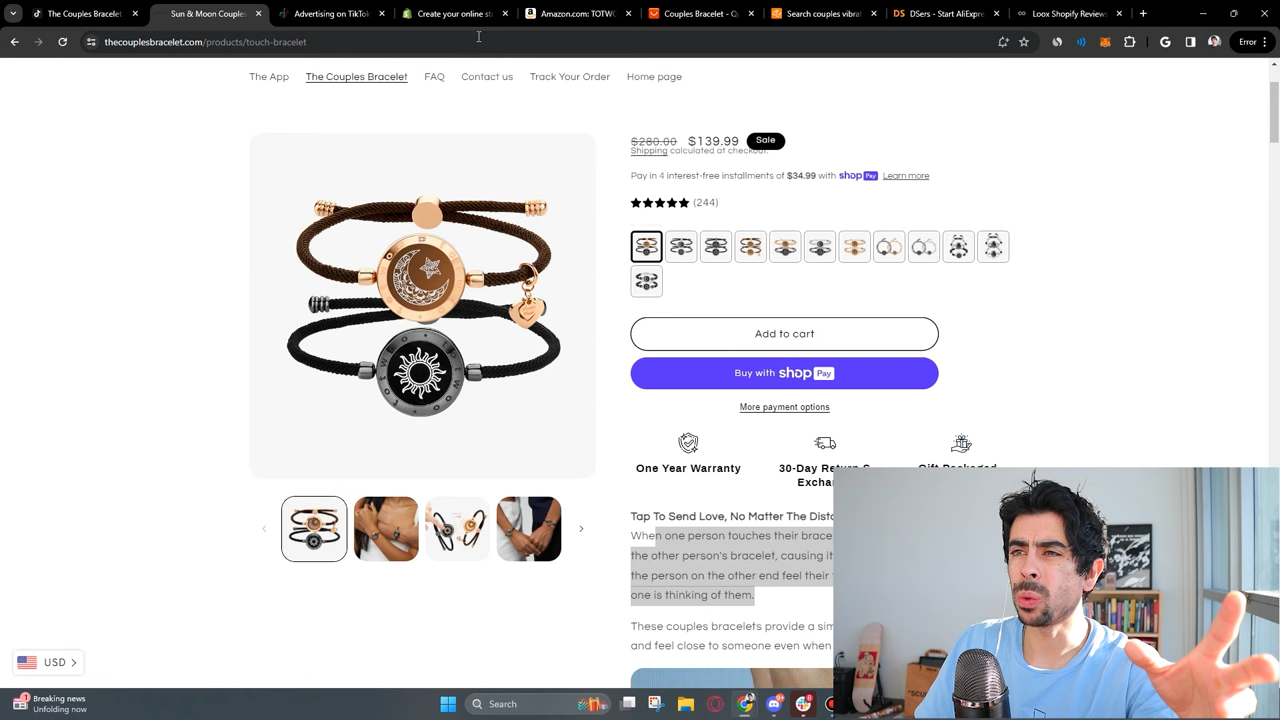 The Couples Bracelet
Sun & Moon Couples
Advertising on TikTok
Create your online st
Amazon.com: TOTWO
Couples Bracelet -
Search couples vibrat
DS DSers - Start AliExpre
Loox Shopify Reviews
thecouplesbracelet.com/products/touch-bracelet
Error
The App
The Couples Bracelet
FAQ
Contact us
Track Your Order
Home page
$280.00 $139.99 Sale
Shipping calculated at checkout.
Pay in 4 interest-free installments of $34.99 with shop Pay Learn more
★★★★★ (244)
Add to cart
Buy with shop Pay
More payment options
One Year Warranty
30-Day Return &
Exchan
Gift Packaged
Tap To Send Love, No Matter The Dista
When one person touches their brace
the other person's bracelet, causing it
the person on the other end feel their
one is thinking of them.
These couples bracelets provide a sim
and feel close to someone even when
USD
Breaking news
Unfolding now
Search